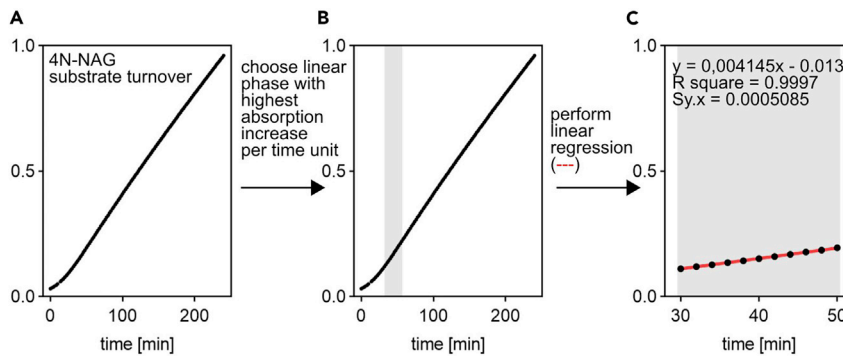 A
B
C
1.0
0.5
0.0
0
100
200
time [min]
4N-NAG
substrate turnover
choose linear
phase with
highest
absorption
increase
per time unit
1.0
0.5
0.0
0
100
200
time [min]
perform
linear
regression
(---)
1.0
0.5
0.0
30
40
50
time [min]
y = 0,004145x - 0.013
R square = 0.9997
Sy.x = 0.0005085